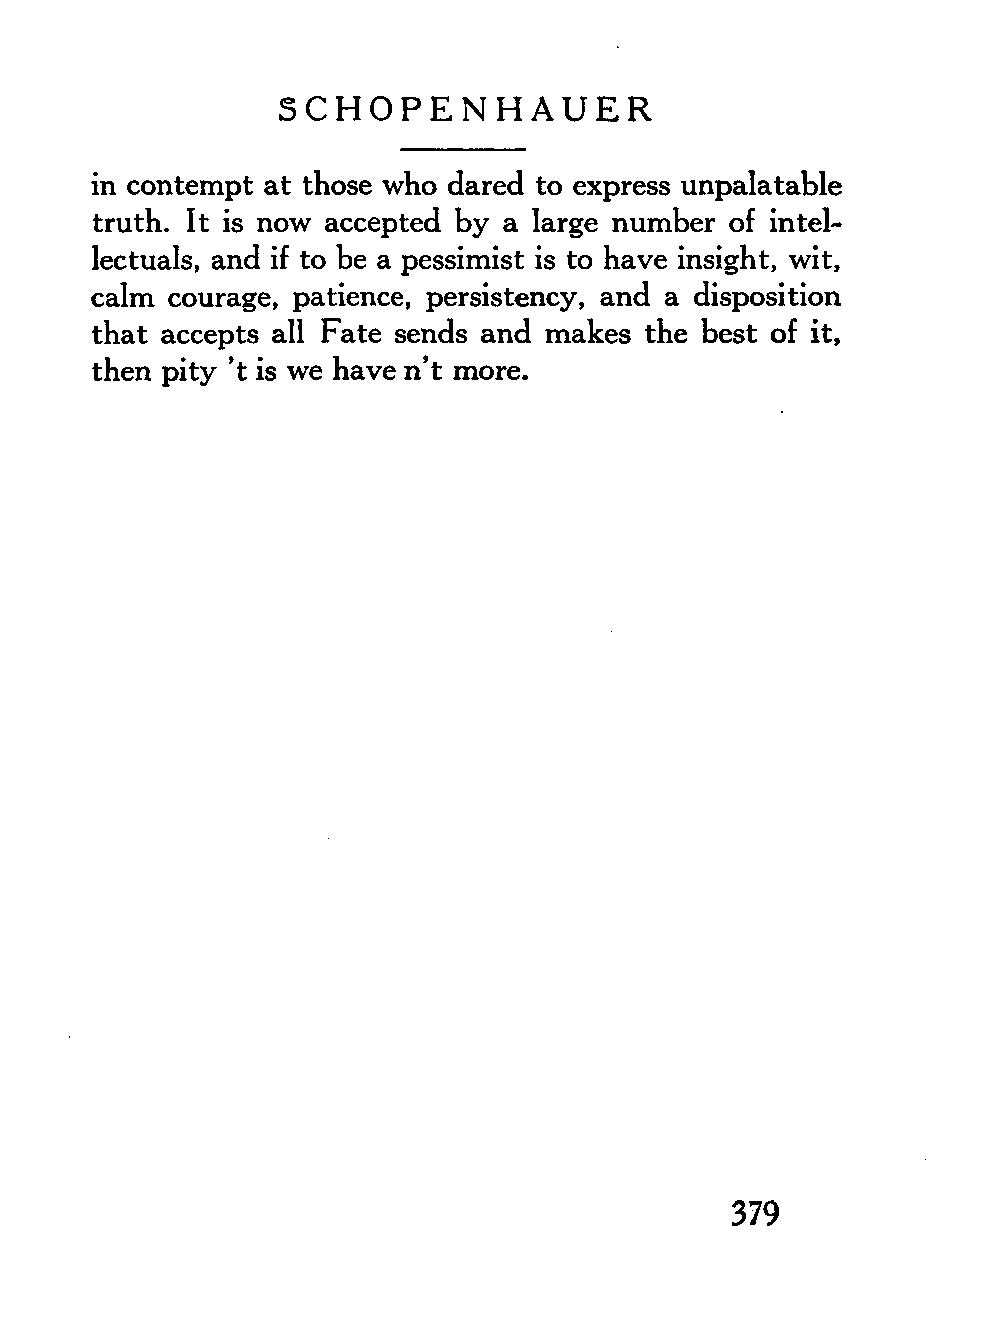 SCHOPENHAUER
in contempt at those who dared to express unpalatable
truth. It is now accepted by a large number of intel-
lectuals, and if to be a pessimist is to have insight, wit,
calm courage, patience, persistency, and a disposition
that accepts all Fate sends and makes the best of it,
then pity 't is we have n't more.
379